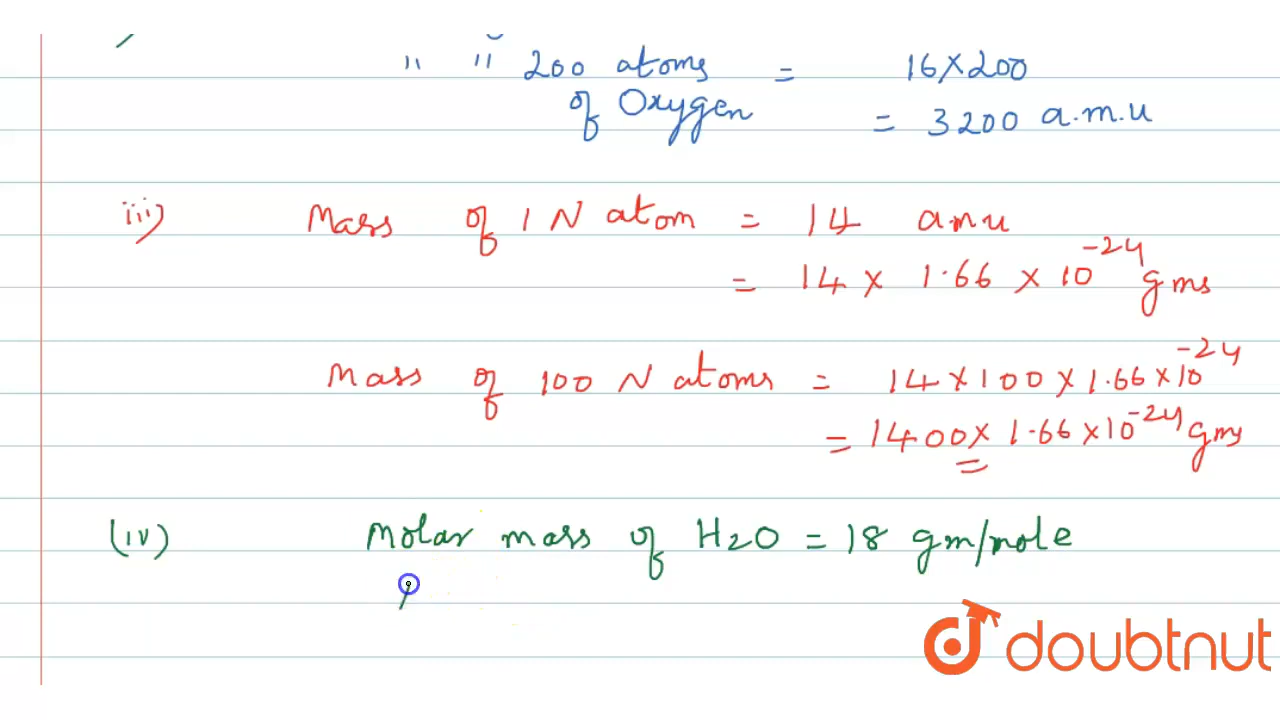 " " 200 atoms = 16×200
of Oxygen = 3200 a.m.u
iii) Mass of 1 N atom = 14 amu
= 14 × 1.66 × 10⁻²⁴ gms
Mass of 100 N atoms = 14×100×1.66×10⁻²⁴
= 1400× 1.66×10⁻²⁴ gms
(iv) Molar mass of H2O = 18 gm/mole
doubtnut